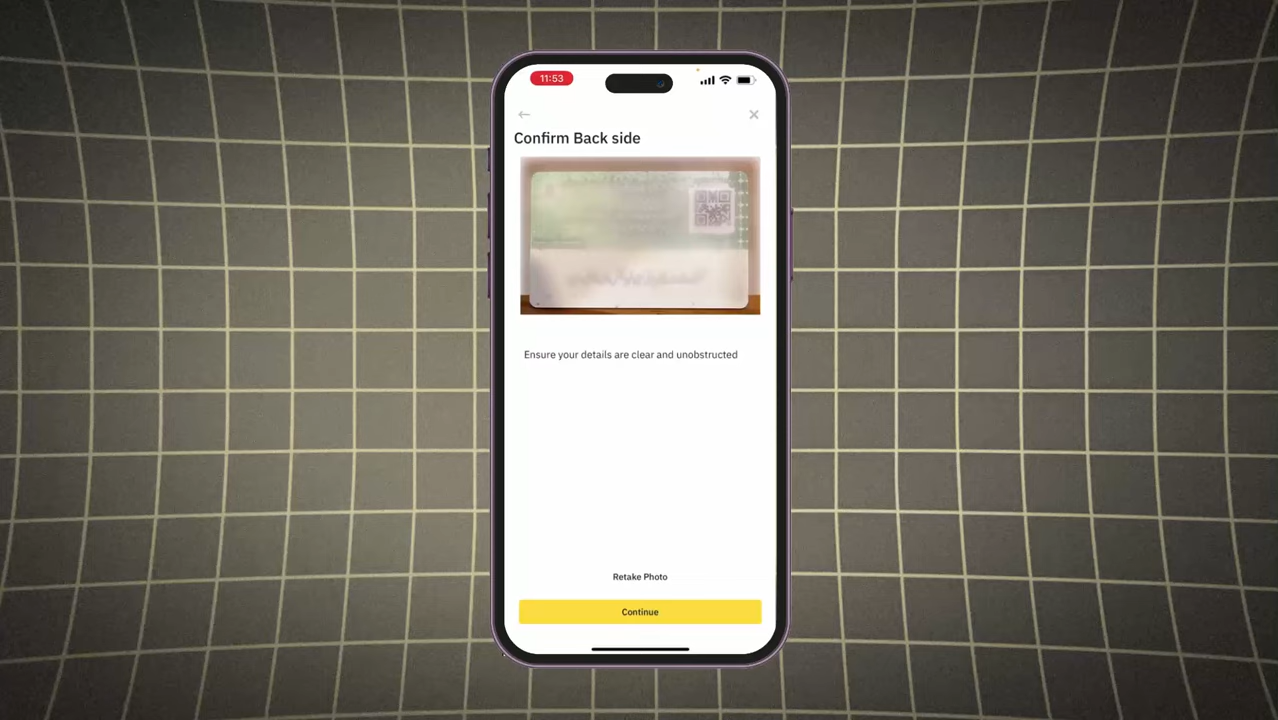 11:53
Confirm Back side
Ensure your details are clear and unobstructed
Retake Photo
Continue